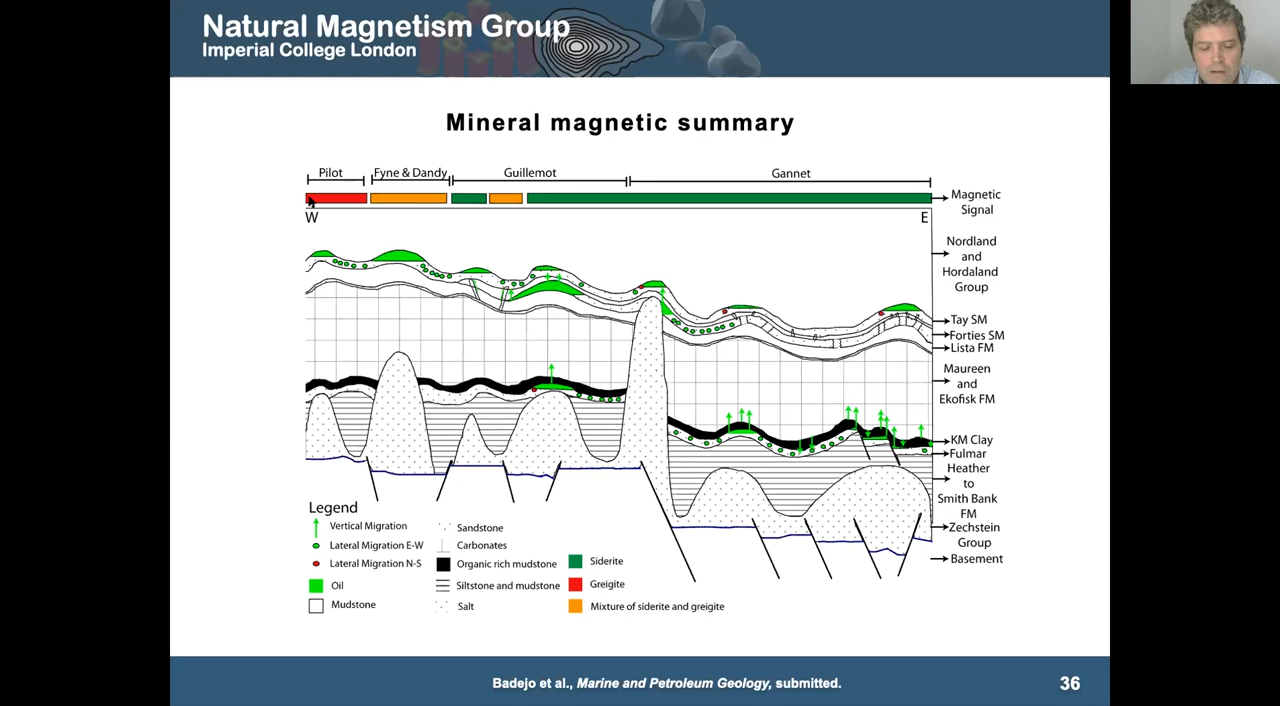 Natural Magnetism Group
Imperial College London
Mineral magnetic summary
Pilot
Fyne & Dandy
Guillemot
Gannet
Magnetic
Signal
W
E
Nordland
and
Hordaland
Group
Tay SM
Forties SM
Lista FM
Maureen
and
Ekofisk FM
KM Clay
Fulmar
Heather
to
Smith Bank
FM
Zechstein
Group
Basement
Legend
Vertical Migration
Lateral Migration E-W
Lateral Migration N-S
Oil
Mudstone
Sandstone
Carbonates
Organic rich mudstone
Siltstone and mudstone
Salt
Siderite
Greigite
Mixture of siderite and greigite
Badejo et al., Marine and Petroleum Geology, submitted.
36